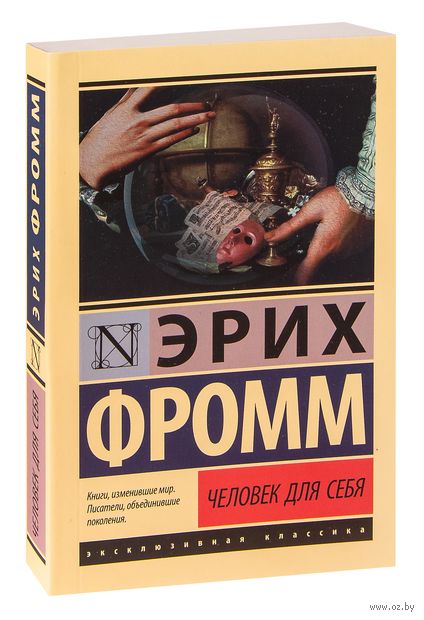 ЭРИХ ФРОММ
N
ЧЕЛОВЕК ДЛЯ СЕБЯ
N
ЭРИХ
ФРОММ
Книги, изменившие мир.
Писатели, объединившие
поколения.
ЧЕЛОВЕК ДЛЯ СЕБЯ
эксклюзивная классика
www.oz.by